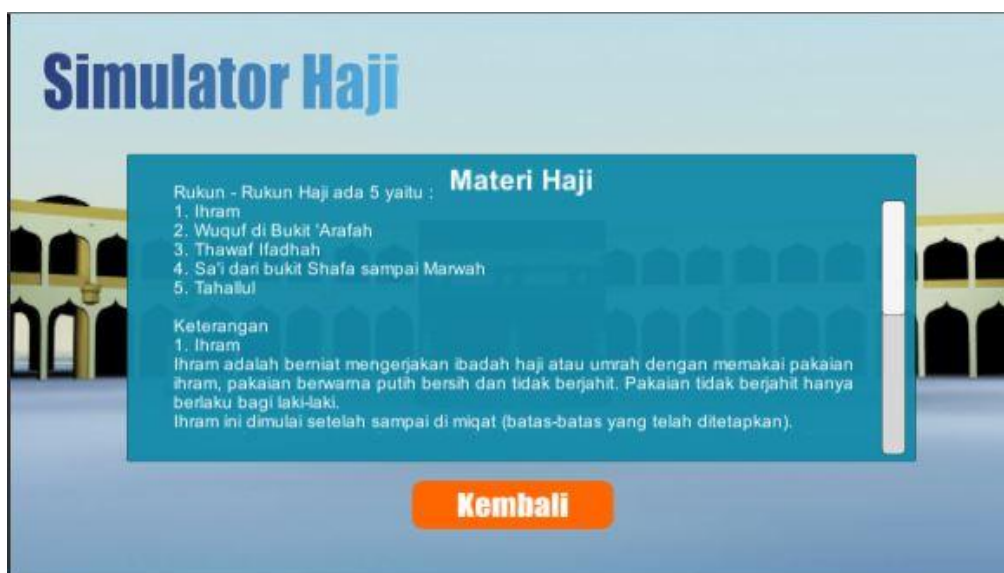 Simulator Haji
Materi Haji
Rukun - Rukun Haji ada 5 yaitu :
1. Ihram
2. Wuquf di Bukit 'Arafah
3. Thawaf Ifadhah
4. Sa'i dari bukit Shafa sampai Marwah
5. Tahallul
Keterangan
1. Ihram
Ihram adalah berniat mengerjakan ibadah haji atau umrah dengan memakai pakaian
ihram, pakaian berwarna putih bersih dan tidak berjahit. Pakaian tidak berjahit hanya
berlaku bagi laki-laki.
Ihram ini dimulai setelah sampai di miqat (batas-batas yang telah ditetapkan).
Kembali